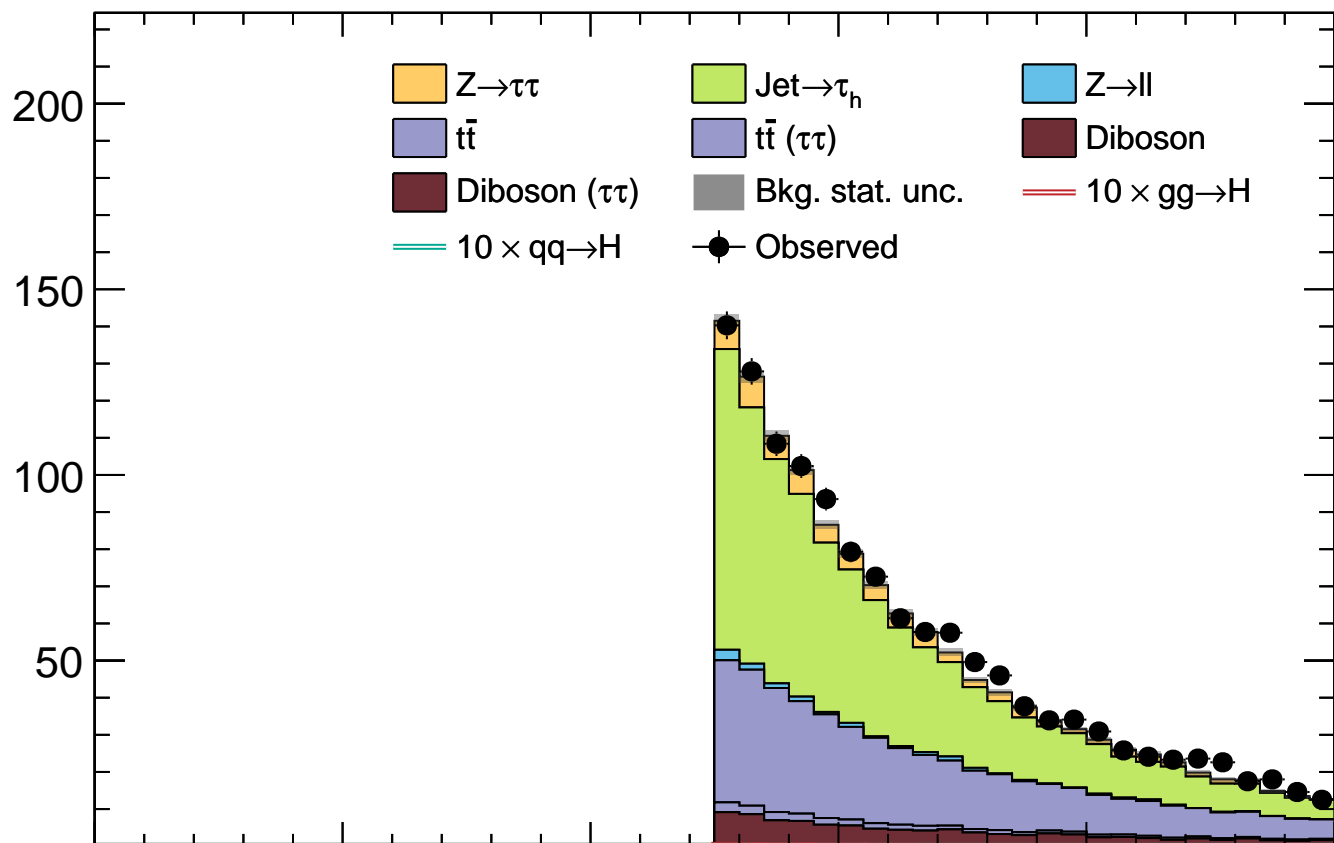 200
Z→ττ Jet→τh Z→ll
tt̄ tt̄ (ττ) Diboson
Diboson (ττ) Bkg. stat. unc. 10 × gg→H
10 × qq→H Observed
150
100
50